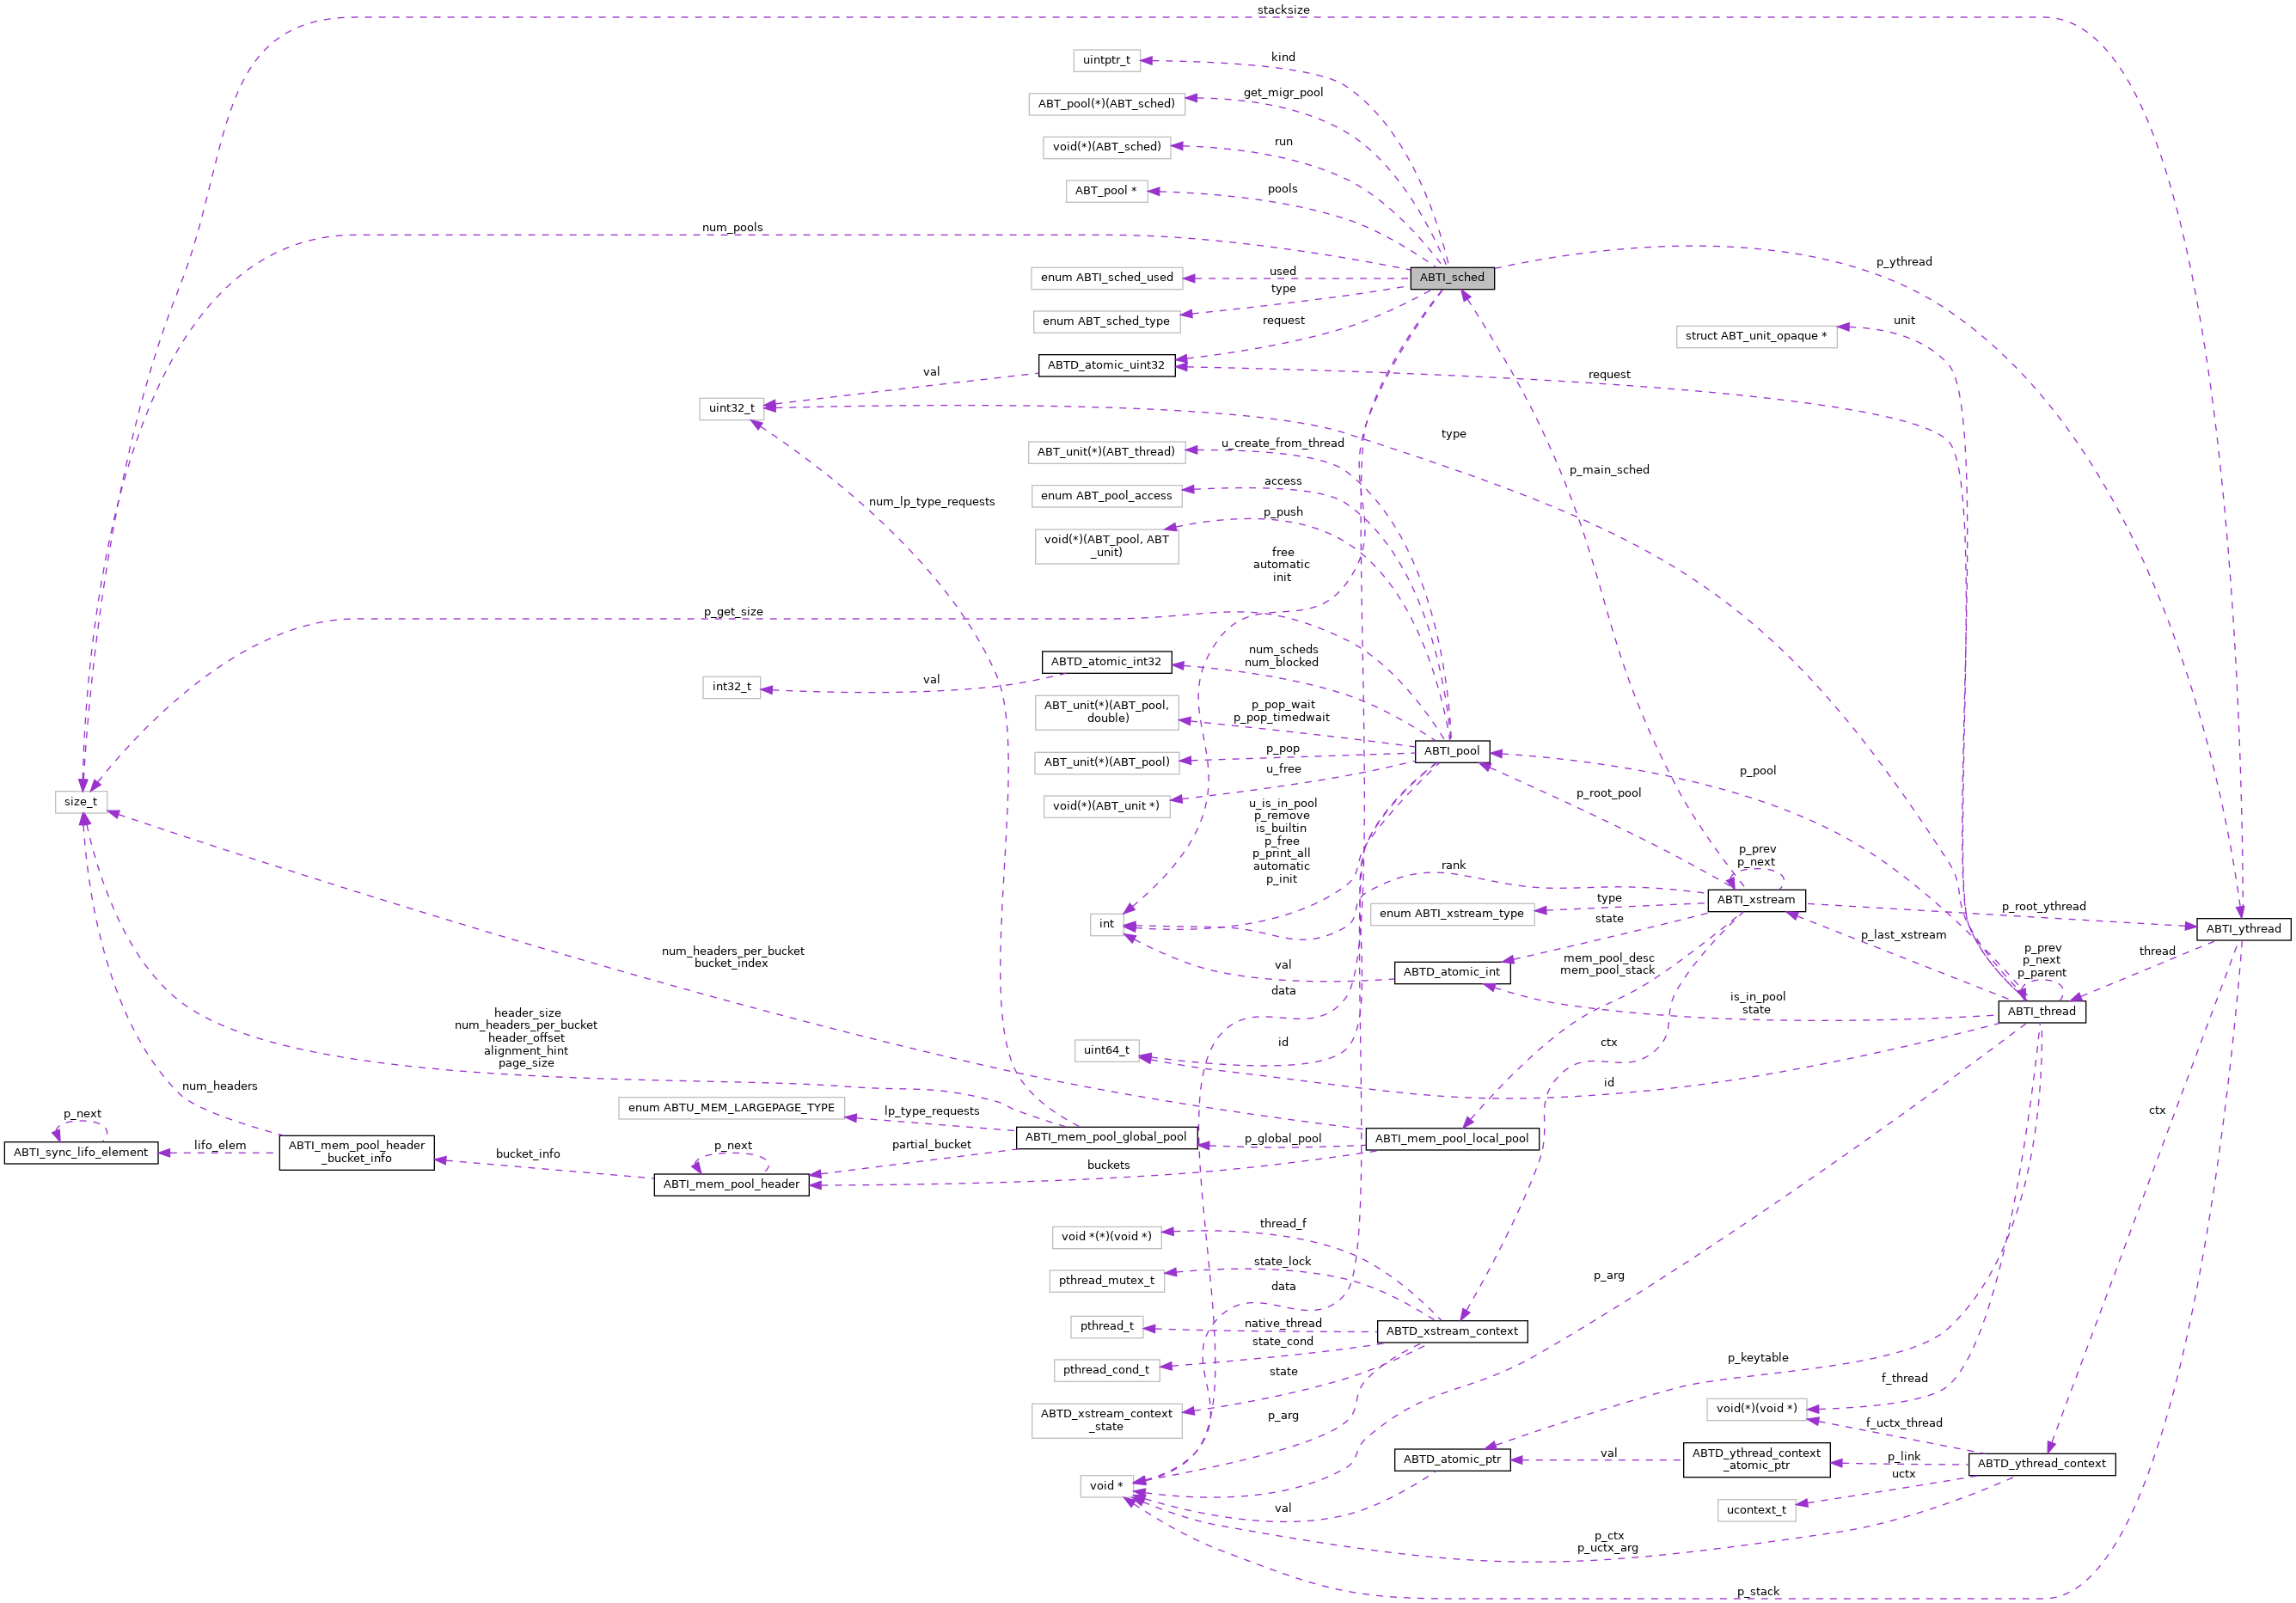 stacksize
uintptr_t
kind
ABT_pool(*)(ABT_sched)
get_migr_pool
void(*)(ABT_sched)
run
ABT_pool *
pools
num_pools
enum ABTI_sched_used
used
ABTI_sched
p_ythread
enum ABT_sched_type
type
struct ABT_unit_opaque *
unit
ABTD_atomic_uint32
request
request
val
uint32_t
type
ABT_unit(*)(ABT_thread)
u_create_from_thread
p_main_sched
enum ABT_pool_access
access
num_lp_type_requests
void(*)(ABT_pool, ABT
_unit)
p_push
free
automatic
init
p_get_size
ABTD_atomic_int32
num_scheds
num_blocked
int32_t
val
ABT_unit(*)(ABT_pool,
double)
p_pop_wait
p_pop_timedwait
ABT_unit(*)(ABT_pool)
p_pop
ABTI_pool
p_pool
void(*)(ABT_unit *)
u_free
p_root_pool
size_t
u_is_in_pool
p_remove
is_builtin
p_free
p_print_all
automatic
p_init
rank
p_prev
p_next
int
enum ABTI_xstream_type
type
ABTI_xstream
p_root_ythread
ABTI_ythread
state
p_last_xstream
num_headers_per_bucket
bucket_index
val
ABTD_atomic_int
mem_pool_desc
mem_pool_stack
p_prev
p_next
p_parent
thread
data
is_in_pool
state
ABTI_thread
header_size
num_headers_per_bucket
header_offset
alignment_hint
page_size
uint64_t
id
ctx
id
num_headers
enum ABTU_MEM_LARGEPAGE_TYPE
lp_type_requests
ctx
p_next
ABTI_sync_lifo_element
lifo_elem
ABTI_mem_pool_header
_bucket_info
bucket_info
partial_bucket
ABTI_mem_pool_global_pool
p_global_pool
ABTI_mem_pool_local_pool
p_next
ABTI_mem_pool_header
buckets
void *(*)(void *)
thread_f
pthread_mutex_t
state_lock
p_arg
data
pthread_t
native_thread
ABTD_xstream_context
state_cond
pthread_cond_t
state
p_keytable
f_thread
ABTD_xstream_context
_state
p_arg
void(*)(void *)
f_uctx_thread
ABTD_atomic_ptr
val
ABTD_ythread_context
_atomic_ptr
p_link
ABTD_ythread_context
uctx
void *
val
ucontext_t
p_ctx
p_uctx_arg
p_stack